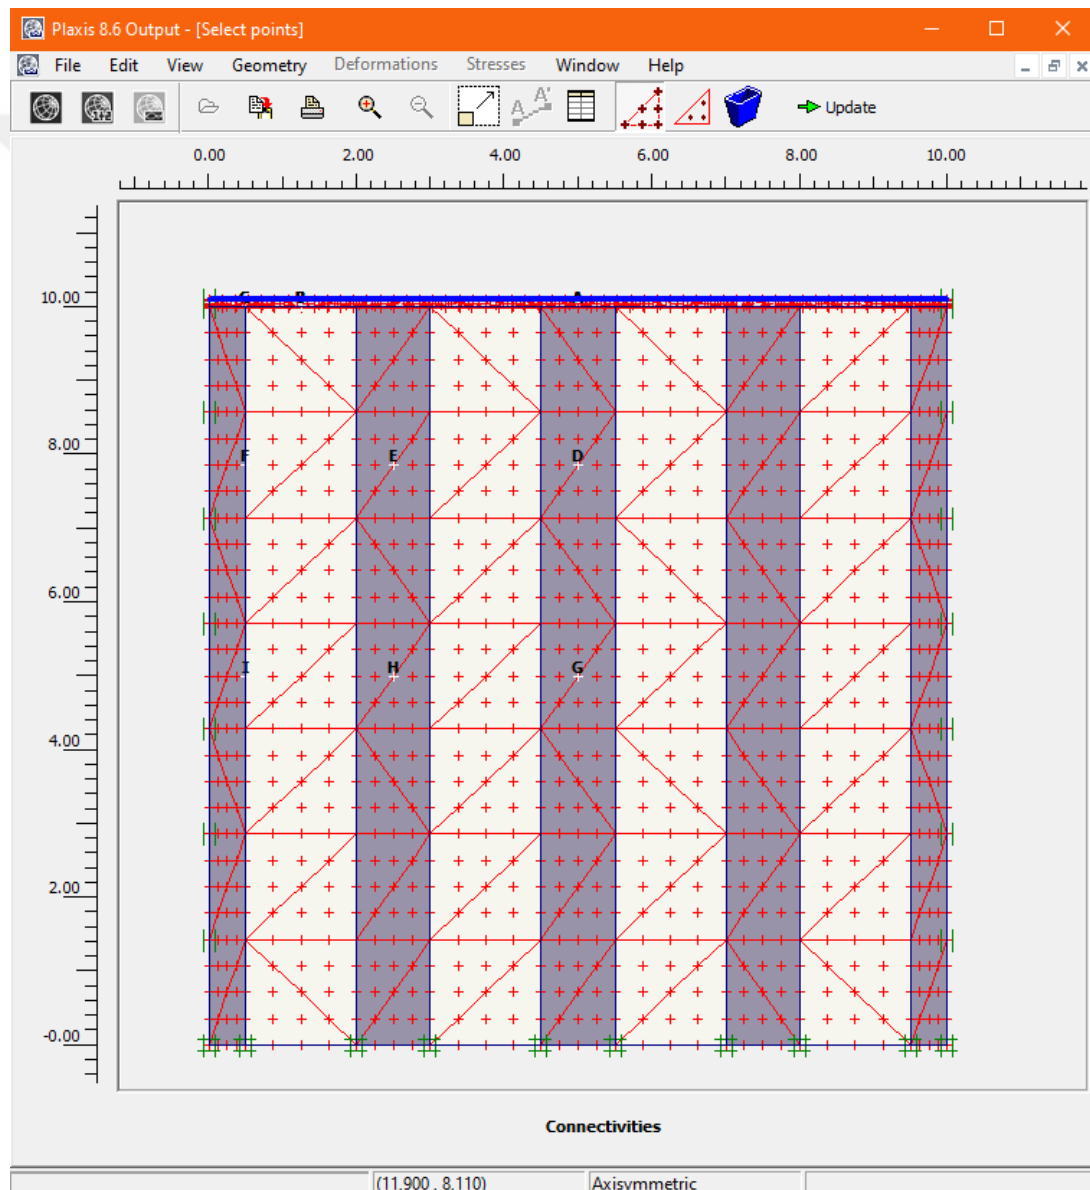 Plaxis 8.6 Output - [Select points]
File Edit View Geometry Deformations Stresses Window Help
Update
0.00 2.00 4.00 6.00 8.00 10.00
10.00
A
8.00
F E D
6.00
I H G
4.00
2.00
-0.00
Connectivities
(11.900 , 8.110) Axisymmetric